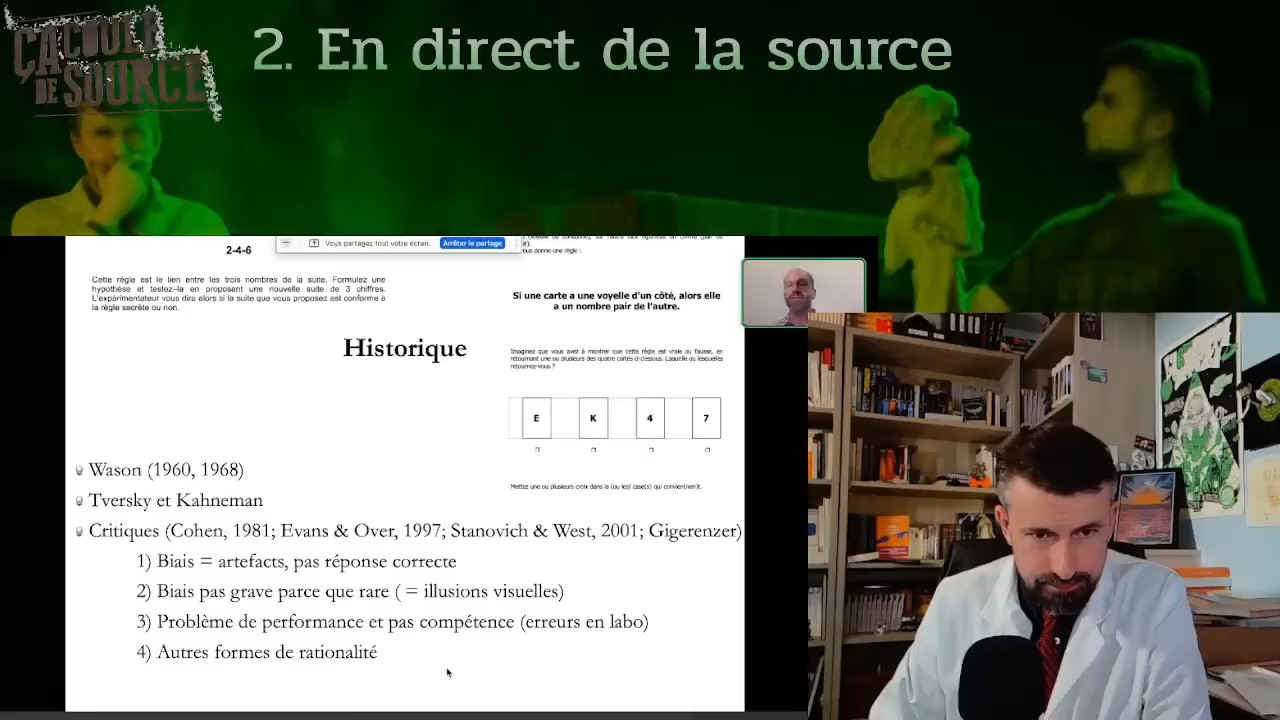 ÇA COULE
DE SOURCE
2. En direct de la source
2-4-6
Vous partagez tout votre écran. Arrêter le partage
Cette règle est le lien entre les trois nombres de la suite. Formulez une
hypothèse et testez-la en proposant une nouvelle suite de 3 chiffres.
L'expérimentateur vous dira alors si la suite que vous proposez est conforme à
la règle secrète ou non.
ous donne une règle :
Si une carte a une voyelle d'un côté, alors elle
a un nombre pair de l'autre.
Historique
Imaginez que vous avez à montrer que cette règle est vraie ou fausse, en
retournant une ou plusieurs des quatre cartes ci-dessous. Laquelle ou lesquelles
retournez-vous ?
E K 4 7
Mettez une ou plusieurs croix dans la (ou les) case(s) qui convien(nen)t.
Wason (1960, 1968)
Tversky et Kahneman
Critiques (Cohen, 1981; Evans & Over, 1997; Stanovich & West, 2001; Gigerenzer)
1) Biais = artefacts, pas réponse correcte
2) Biais pas grave parce que rare ( = illusions visuelles)
3) Problème de performance et pas compétence (erreurs en labo)
4) Autres formes de rationalité